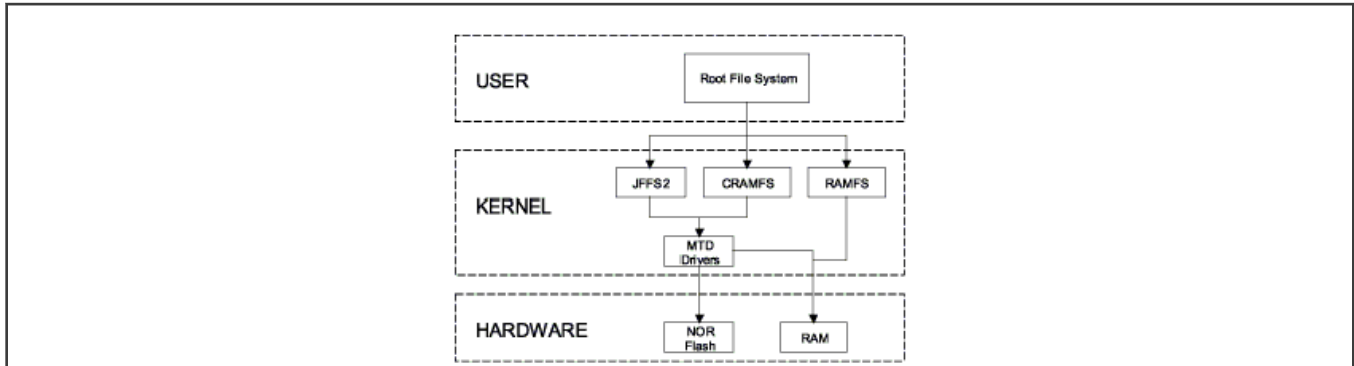 USER
Root File System
KERNEL
JFFS2
CRAMFS
RAMFS
MTD
Drivers
HARDWARE
NOR
Flash
RAM